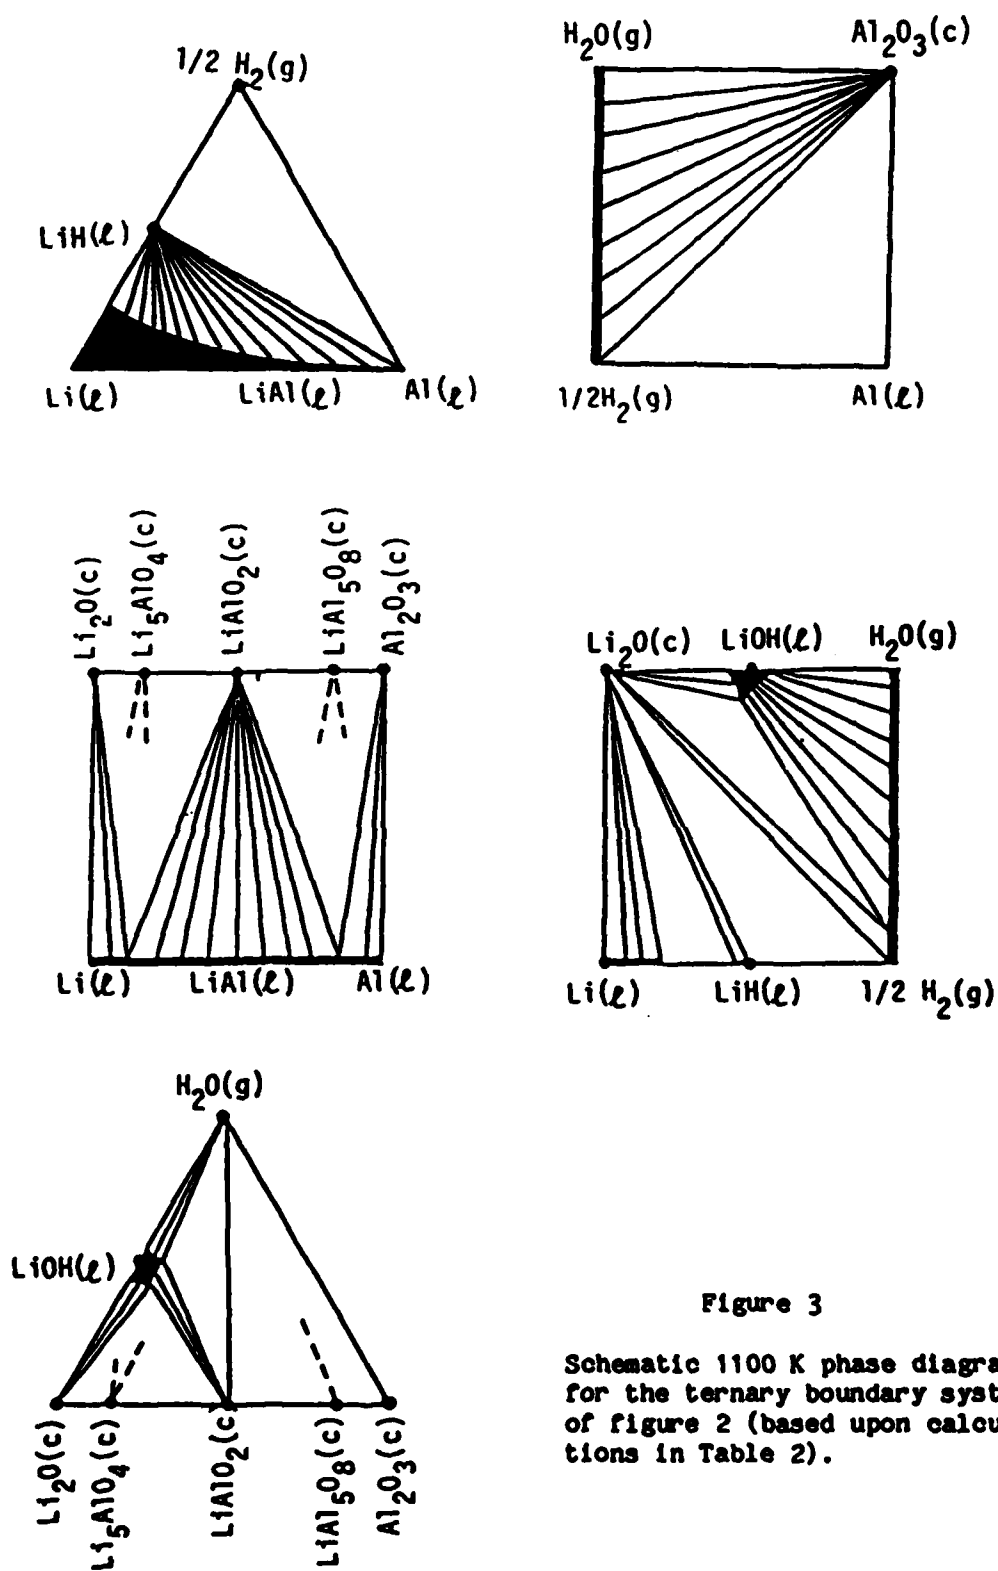 1/2 H2(g)
LiH(ℓ)
Li(ℓ) LiAl(ℓ) Al(ℓ)
H2O(g) Al2O3(c)
1/2H2(g) Al(ℓ)
Li2O(c) Li5AlO4(c) LiAlO2(c) LiAl5O8(c) Al2O3(c)
Li(ℓ) LiAl(ℓ) Al(ℓ)
Li2O(c) LiOH(ℓ) H2O(g)
Li(ℓ) LiH(ℓ) 1/2 H2(g)
H2O(g)
LiOH(ℓ)
Li2O(c) Li5AlO4(c) LiAlO2(c) LiAl5O8(c) Al2O3(c)
Figure 3
Schematic 1100 K phase diagra
for the ternary boundary syst
of figure 2 (based upon calcu
tions in Table 2).